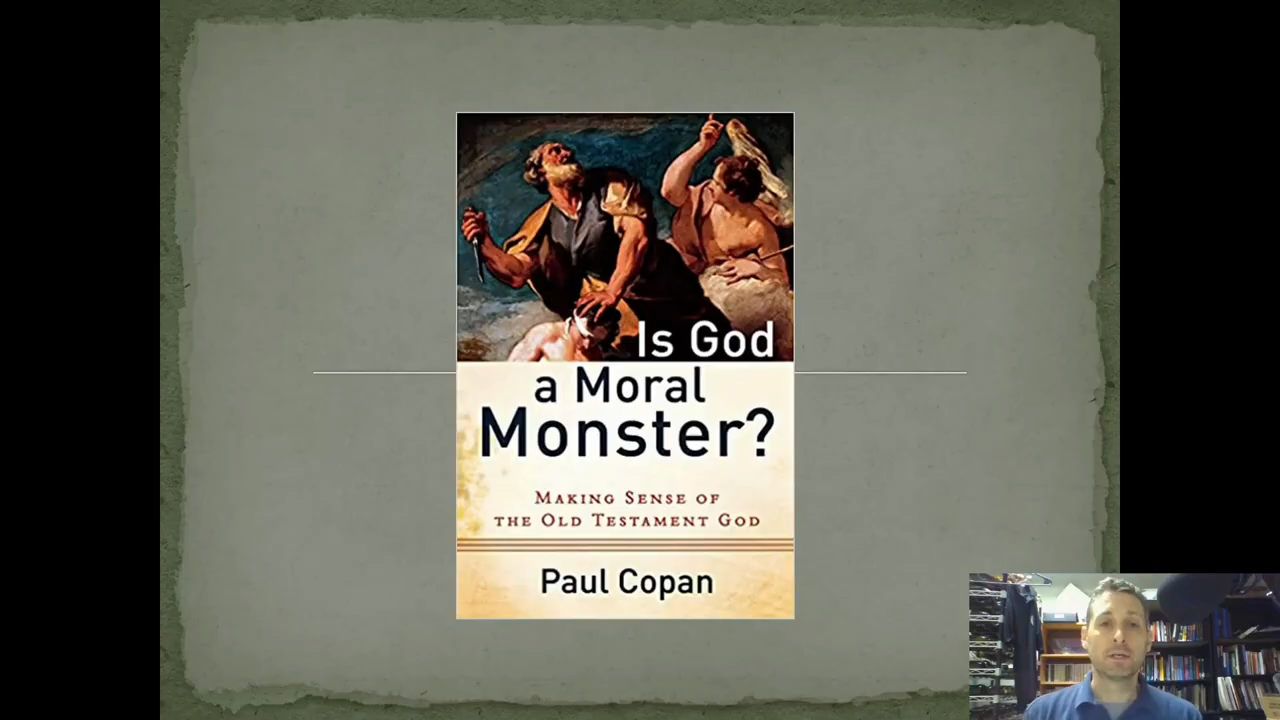 Is God
a Moral
Monster?
Making Sense of
the Old Testament God
Paul Copan